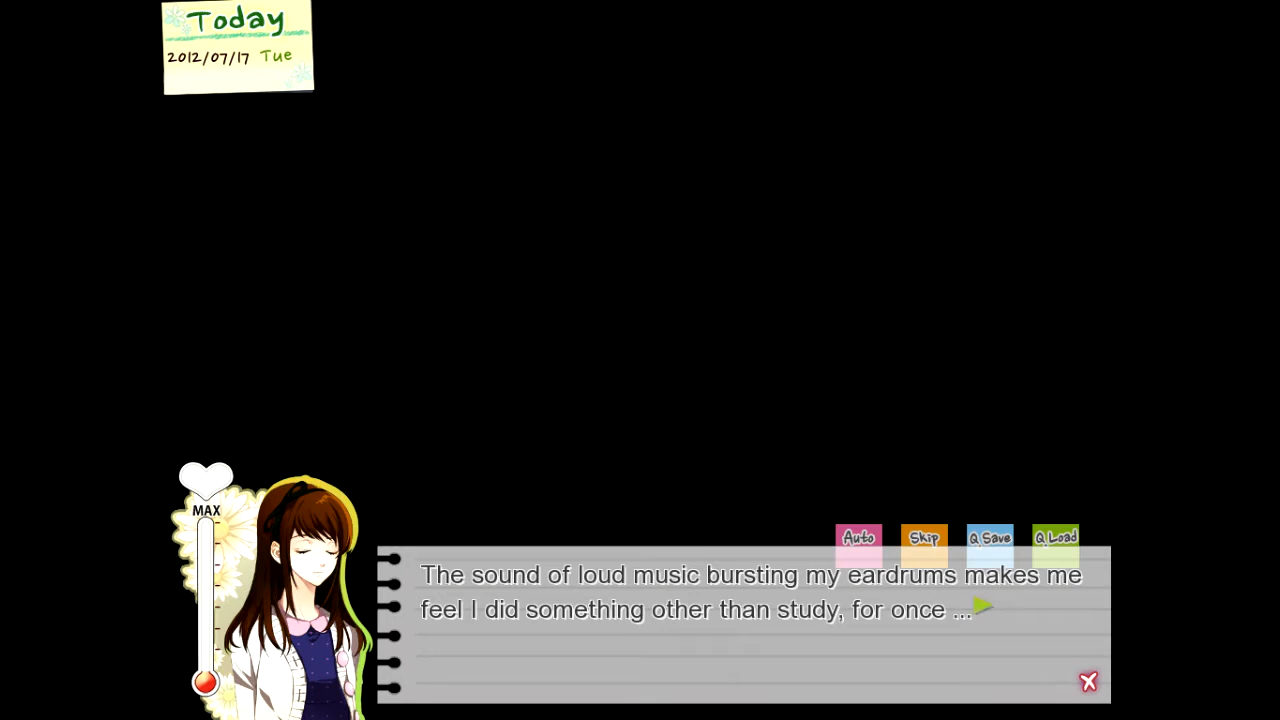 Today
2012/07/17 Tue
MAX
Auto Skip Q.Save Q.Load
The sound of loud music bursting my eardrums makes me
feel I did something other than study, for once ...